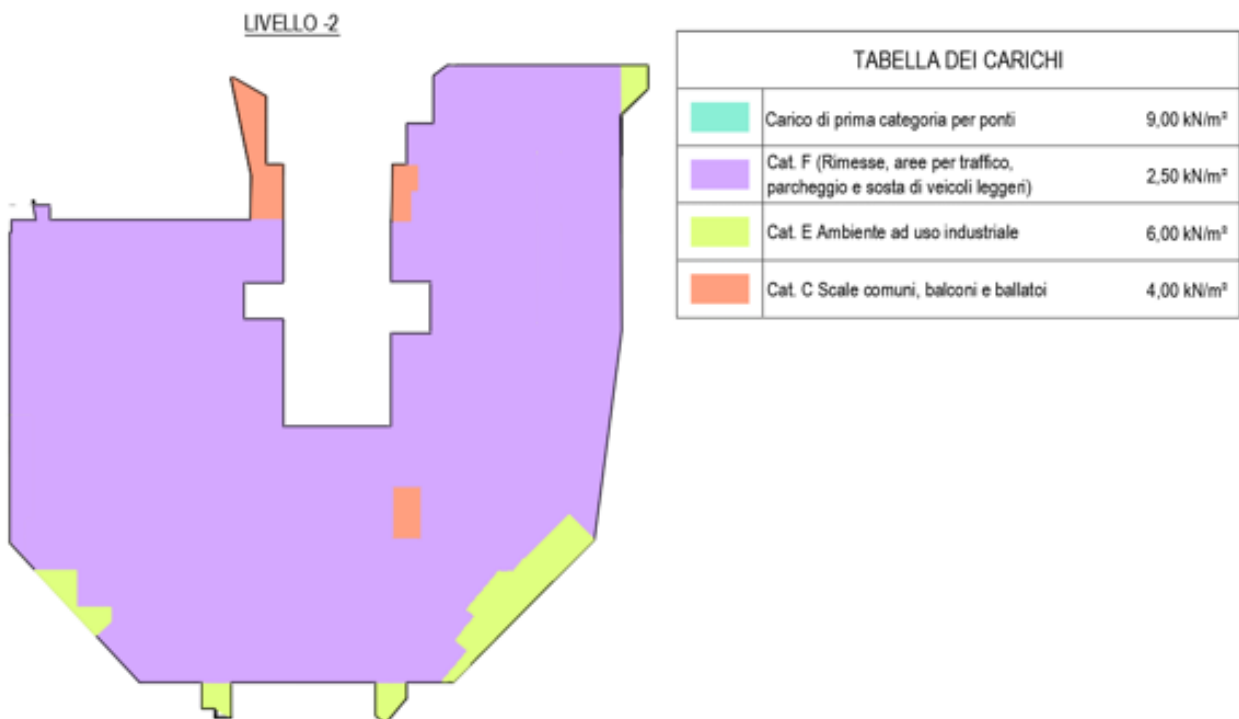 LIVELLO -2
TABELLA DEI CARICHI
Carico di prima categoria per ponti 9,00 kN/m²
Cat. F (Rimesse, aree per traffico,
parcheggio e sosta di veicoli leggeri) 2,50 kN/m²
Cat. E Ambiente ad uso industriale 6,00 kN/m²
Cat. C Scale comuni, balconi e ballatoi 4,00 kN/m²